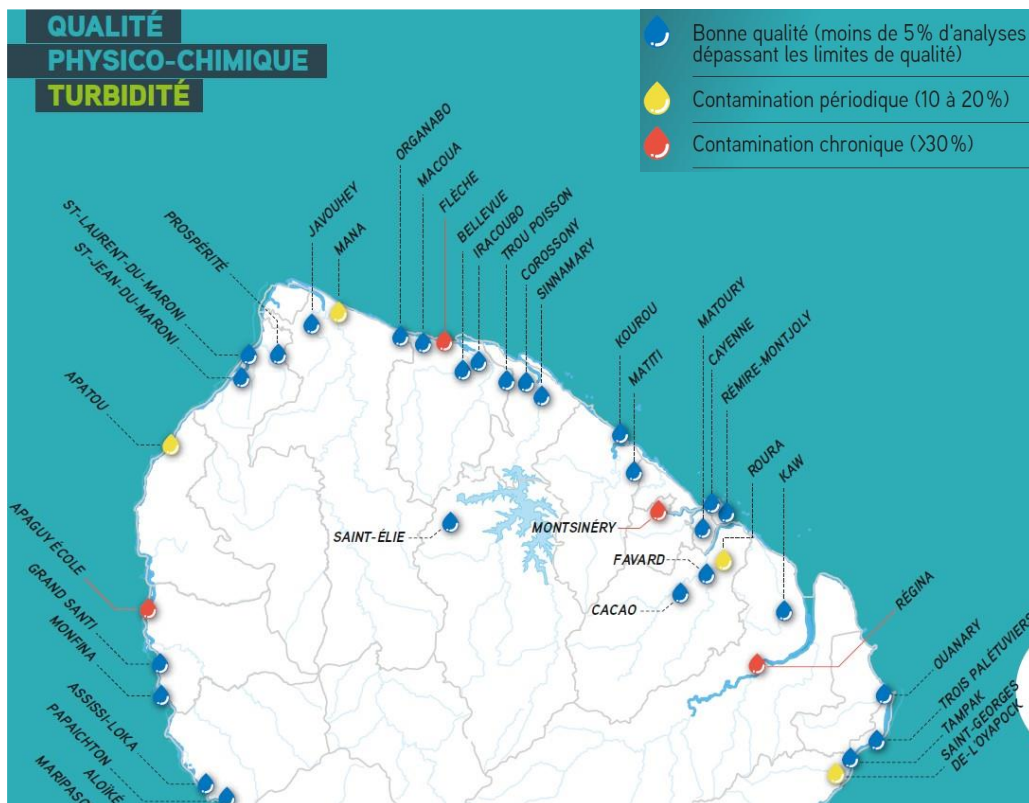 QUALITÉ
PHYSICO-CHIMIQUE
TURBIDITÉ
Bonne qualité (moins de 5% d'analyses
dépassant les limites de qualité)
Contamination périodique (10 à 20%)
Contamination chronique (>30%)
ORGANABO
MACOUA
FLÈCHE
BELLEVUE
IRACOUBO
TROU POISSON
COROSSONY
SINNAMARY
JAVOUHEY
MANA
PROSPÉRITÉ
ST-LAURENT-DU-MARONI
ST-JEAN-DU-MARONI
APATOU
KOUROU
MATITI
MATOURY
CAYENNE
RÉMIRE-MONTJOLY
ROURA
KAW
SAINT-ÉLIE
MONTSINÉRY
FAVARD
CACAO
RÉGINA
APAGUY ÉCOLE
GRAND SANTI
MONFINA
ASSISSI-LOKA
PAPAICHTON
ALOÏKÉ
MARIPASO
OUANARY
TROIS PALÉTUVIERS
TAMPAK
SAINT-GEORGES
DE-LOYAPOCK